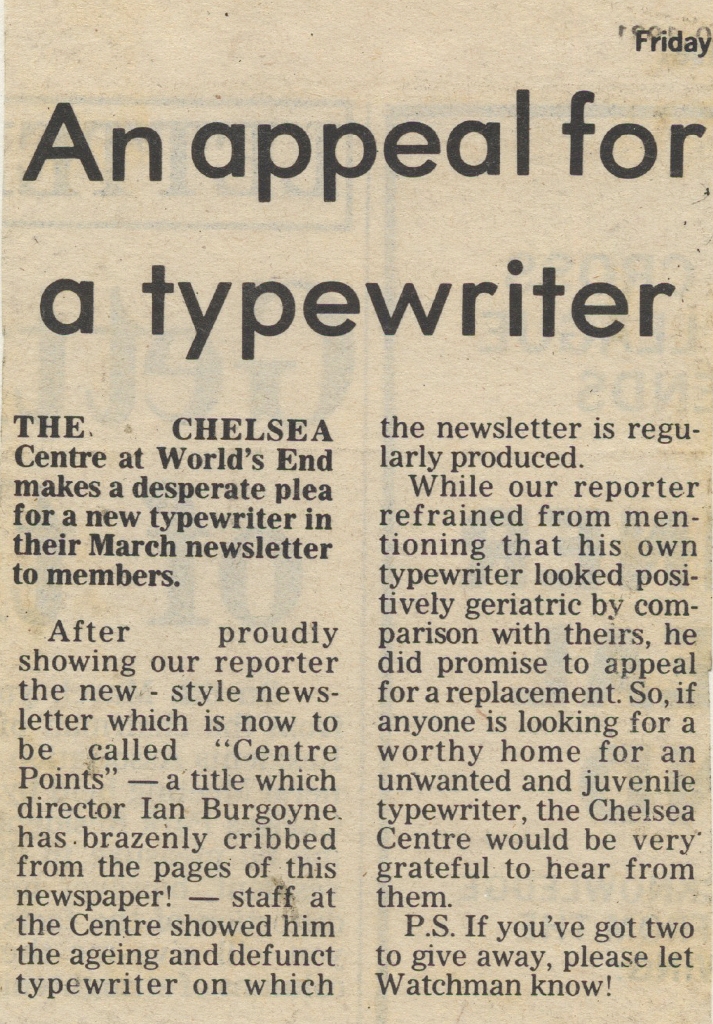 Friday
An appeal for
a typewriter
THE CHELSEA
Centre at World's End
makes a desperate plea
for a new typewriter in
their March newsletter
to members.
After proudly
showing our reporter
the new - style news-
letter which is now to
be called "Centre
Points" — a title which
director Ian Burgoyne
has brazenly cribbed
from the pages of this
newspaper! — staff at
the Centre showed him
the ageing and defunct
typewriter on which
the newsletter is regu-
larly produced.
While our reporter
refrained from men-
tioning that his own
typewriter looked posi-
tively geriatric by com-
parison with theirs, he
did promise to appeal
for a replacement. So, if
anyone is looking for a
worthy home for an
unwanted and juvenile
typewriter, the Chelsea
Centre would be very
grateful to hear from
them.
P.S. If you've got two
to give away, please let
Watchman know!